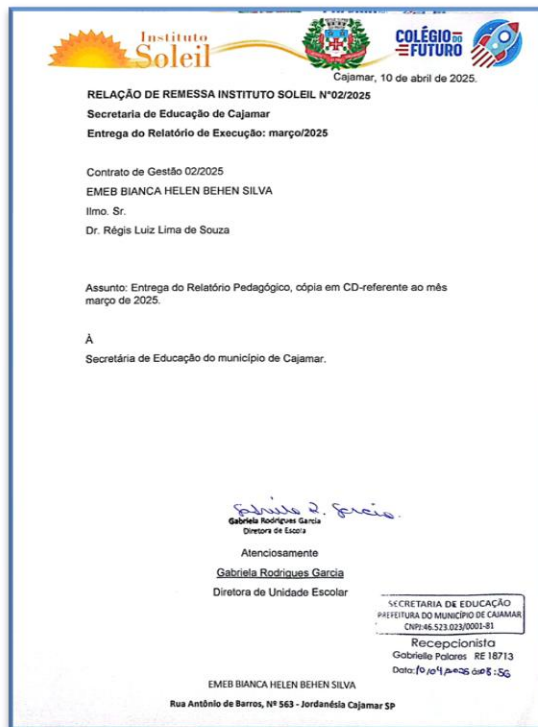 Instituto
Soleil
COLÉGIO DO
FUTURO
Cajamar, 10 de abril de 2025.
RELAÇÃO DE REMESSA INSTITUTO SOLEIL N°02/2025
Secretaria de Educação de Cajamar
Entrega do Relatório de Execução: março/2025
Contrato de Gestão 02/2025
EMEB BIANCA HELEN BEHEN SILVA
Ilmo. Sr.
Dr. Régis Luiz Lima de Souza
Assunto: Entrega do Relatório Pedagógico, cópia em CD-referente ao mês
março de 2025.
À
Secretária de Educação do município de Cajamar.
Gabriela R. Garcia.
Gabriela Rodrigues Garcia
Diretora de Escola
Atenciosamente
Gabriela Rodrigues Garcia
Diretora de Unidade Escolar
SECRETARIA DE EDUCAÇÃO
PREFEITURA DO MUNICÍPIO DE CAJAMAR
CNPJ:46.523.023/0001-81
Recepcionista
Gabrielle Palares RE 18713
Data:10/04/2025 às 08:56
EMEB BIANCA HELEN BEHEN SILVA
Rua Antônio de Barros, Nº 563 - Jordanésia Cajamar SP